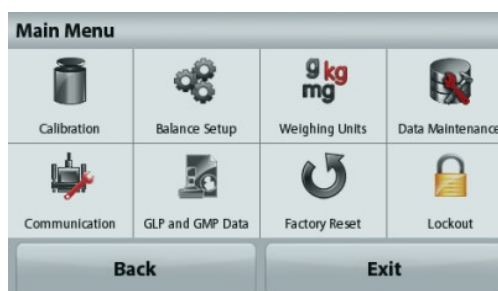 Main Menu
g kg
mg
Calibration Balance Setup Weighing Units Data Maintenance
Communication GLP and GMP Data Factory Reset Lockout
Back Exit